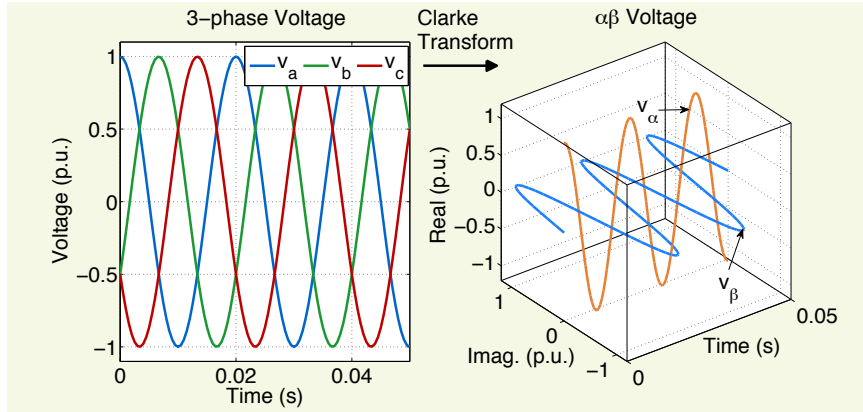 3−phase Voltage
Clarke
Transform
αβ Voltage
v_a v_b v_c
1
0.5
0
−0.5
−1
Voltage (p.u.)
0 0.02 0.04
Time (s)
1
0.5
0
−0.5
−1
Real (p.u.)
v_α
v_β
1
0
−1
Imag. (p.u.)
0
0.05
Time (s)